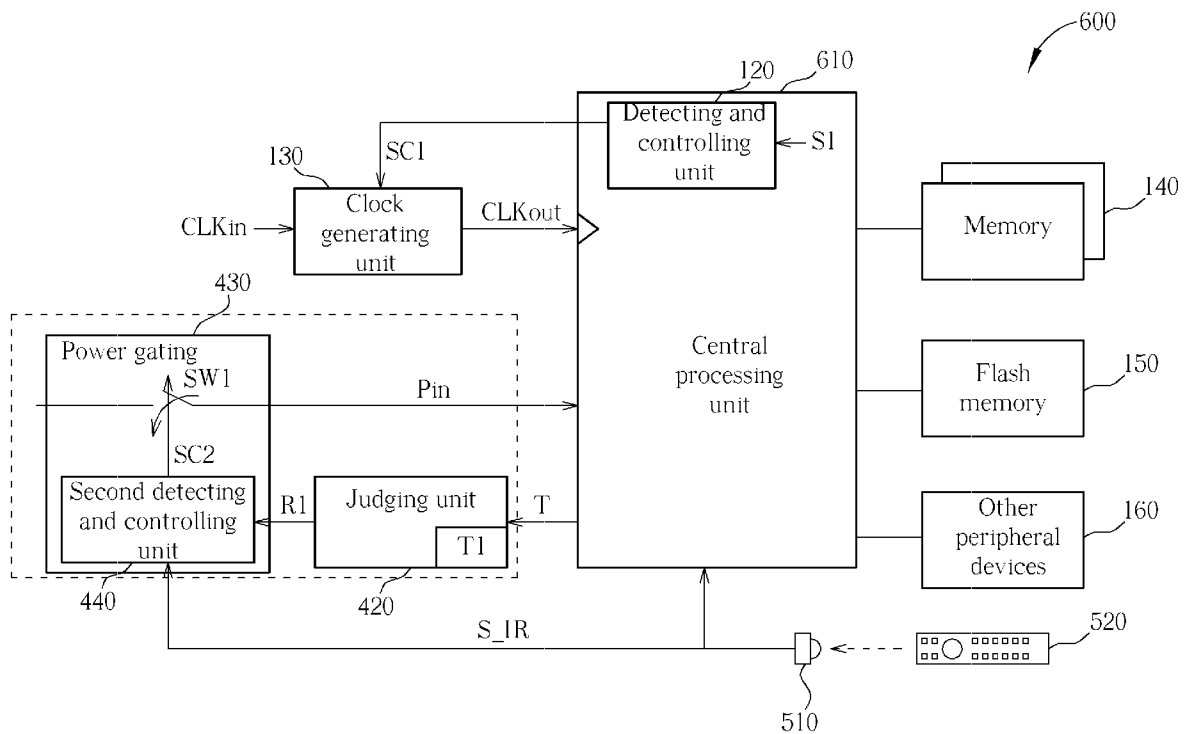 600
120
610
Detecting and
controlling
unit
S1
SC1
130
Clock
generating
unit
CLKin
CLKout
Memory
140
430
Power gating
SW1
Pin
SC2
Central
processing
unit
Flash
memory
150
Second detecting
and controlling
unit
R1
Judging unit
T1
T
Other
peripheral
devices
160
440
420
S_IR
510
520